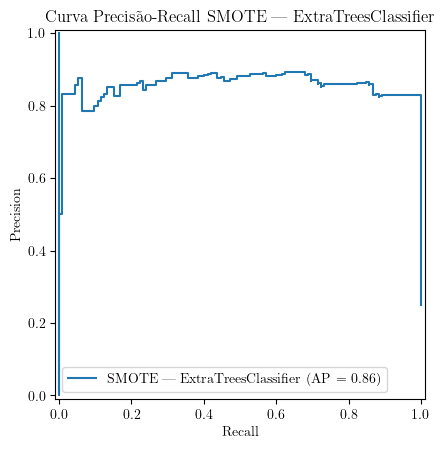 Curva Precisão-Recall SMOTE — ExtraTreesClassifier
1.0
0.8
0.6
0.4
0.2
0.0
Precision
SMOTE — ExtraTreesClassifier (AP = 0.86)
0.0 0.2 0.4 0.6 0.8 1.0
Recall